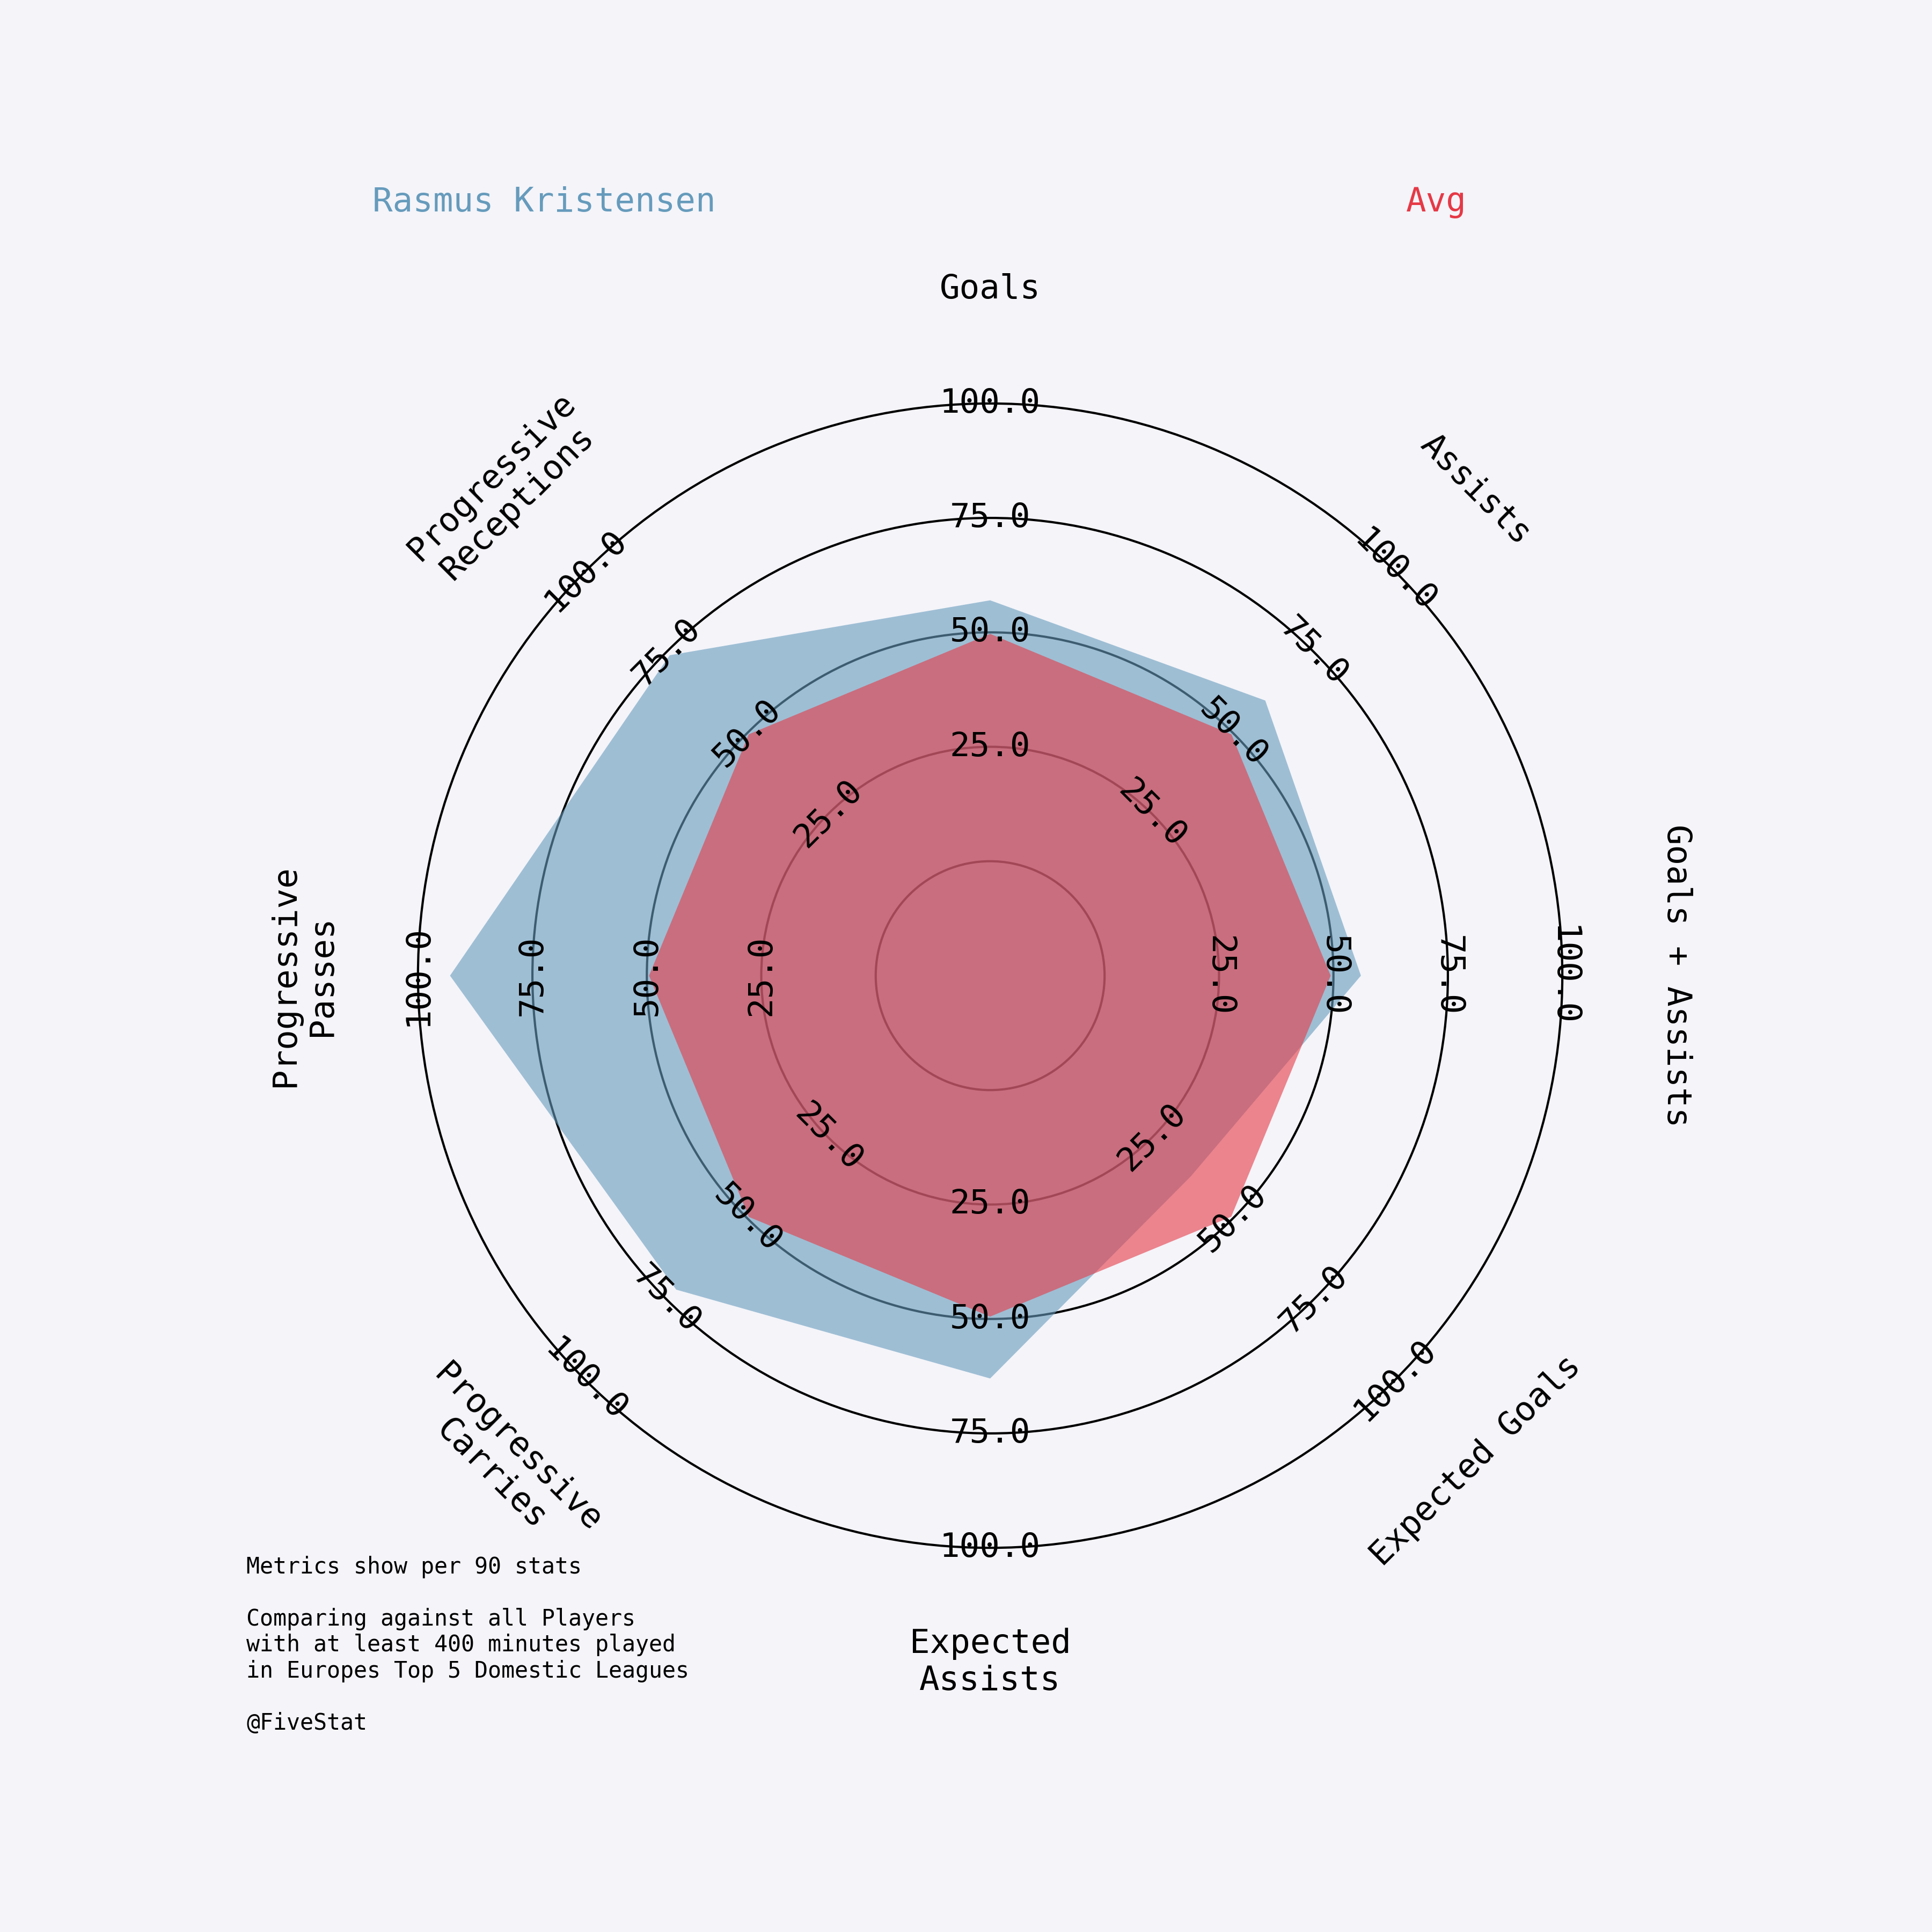 Rasmus Kristensen
Avg
Goals
Assists
Goals + Assists
Expected Goals
Expected
Assists
Progressive
Carries
Progressive
Passes
Progressive
Receptions
25.0
50.0
75.0
100.0
25.0
50.0
75.0
100.0
25.0
50.0
75.0
100.0
25.0
50.0
75.0
100.0
25.0
50.0
75.0
100.0
25.0
50.0
75.0
100.0
25.0
50.0
75.0
100.0
25.0
50.0
75.0
100.0
Metrics show per 90 stats
Comparing against all Players
with at least 400 minutes played
in Europes Top 5 Domestic Leagues
@FiveStat